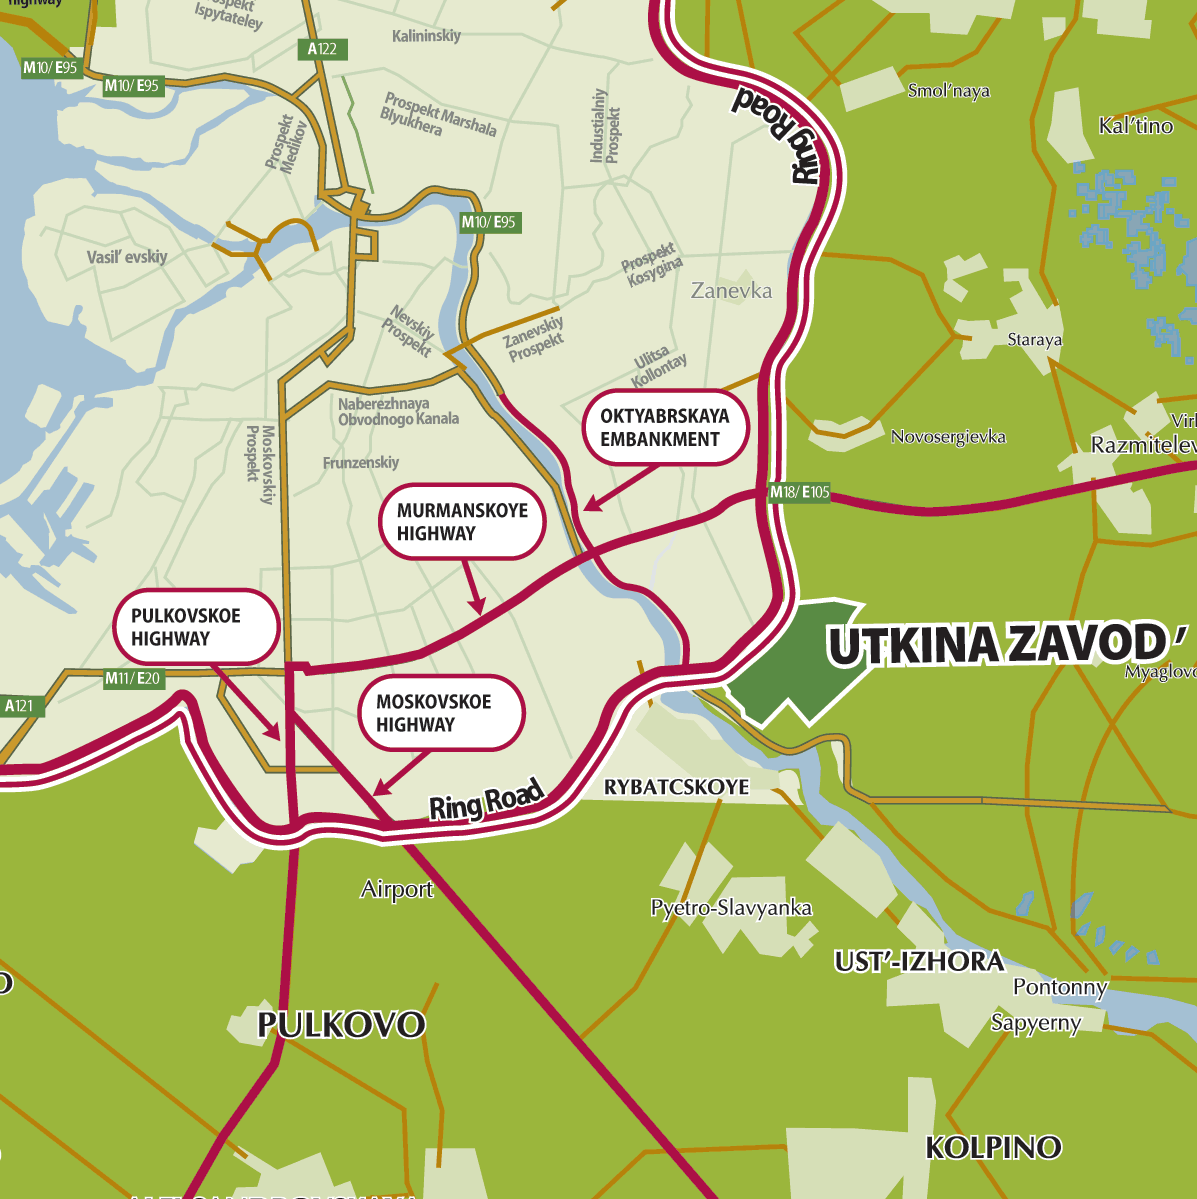 highway
Prospekt
Ispytateley
Kalininskiy
A122
M10/E95
M10/E95
Prospekt Marshala
Blyukhera
Prospekt
Medikov
Industialniy
Prospekt
Ring Road
Smol'naya
Kal'tino
M10/E95
Vasil' evskiy
Prospekt
Kosygina
Zanevka
Nevskiy
Prospekt
Zanevskiy
Prospekt
Ulitsa
Kollontay
Staraya
Naberezhnaya
Obvodnogo Kanala
Moskovskiy
Prospekt
Frunzenskiy
OKTYABRSKAYA
EMBANKMENT
Novosergievka
Razmitelev
M18/E105
MURMANSKOYE
HIGHWAY
PULKOVSKOE
HIGHWAY
UTKINA ZAVOD'
Myaglovo
M11/E20
A121
MOSKOVSKOE
HIGHWAY
Ring Road
RYBATCSKOYE
Airport
Pyetro-Slavyanka
UST'-IZHORA
Pontonny
Sapyerny
PULKOVO
KOLPINO